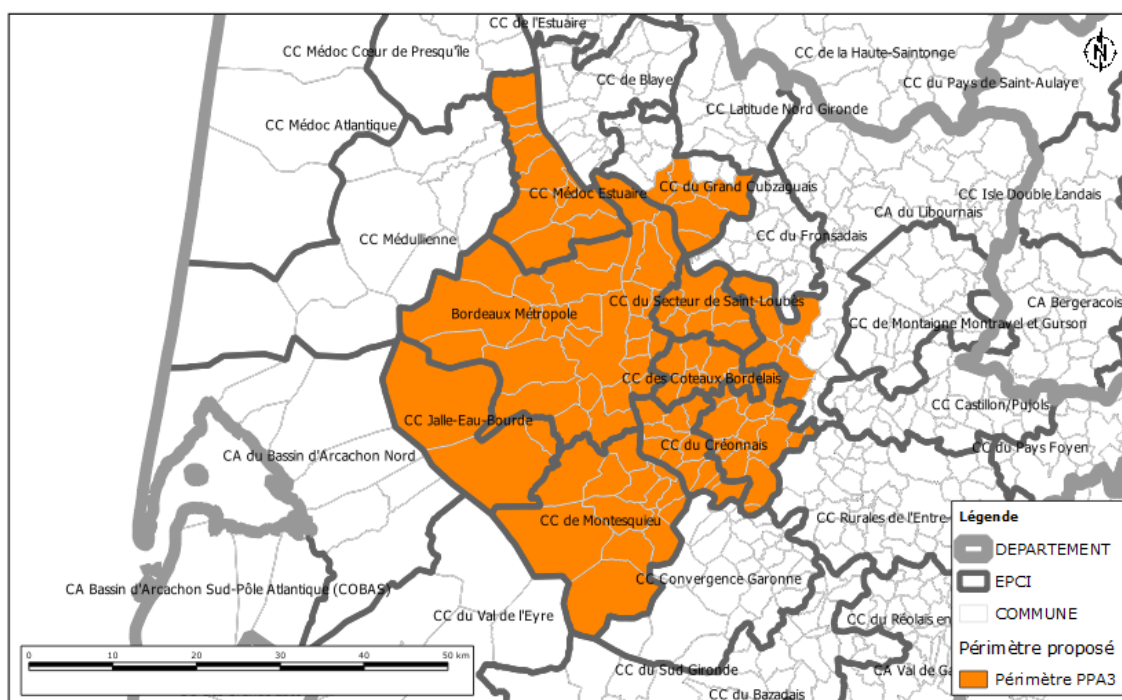 CC de l'Estuaire
CC Médoc Cœur de Presqu'île
CC de la Haute-Saintonge
CC de Blaye
CC du Pays de Saint-Aulaye
N
CC Latitude Nord Gironde
CC Médoc Atlantique
CC Médoc Estuaire
CC du Grand Cubzaguais
CC Isle Double Landais
CA du Libournais
CC Médullienne
CC du Fronsadais
CC du Secteur de Saint-Loubès
CA Bergeracois
Bordeaux Métropole
CC de Montaigne Montravel et Gurson
CC des Coteaux Bordelais
CC Castillon/Pujols
CC Jalle-Eau-Bourde
CC du Créonnais
CC du Pays Foyen
CA du Bassin d'Arcachon Nord
CC de Montesquieu
CC Rurales de l'Entre-
CC Convergence Garonne
CA Bassin d'Arcachon Sud-Pôle Atlantique (COBAS)
CC du Val de l'Eyre
CC du Réolais en
CC du Sud Gironde
CA Val de Ga
CC du Bazadais
0 10 20 30 40 50 km
Légende
DEPARTEMENT
EPCI
COMMUNE
Périmètre proposé
Périmètre PPA3